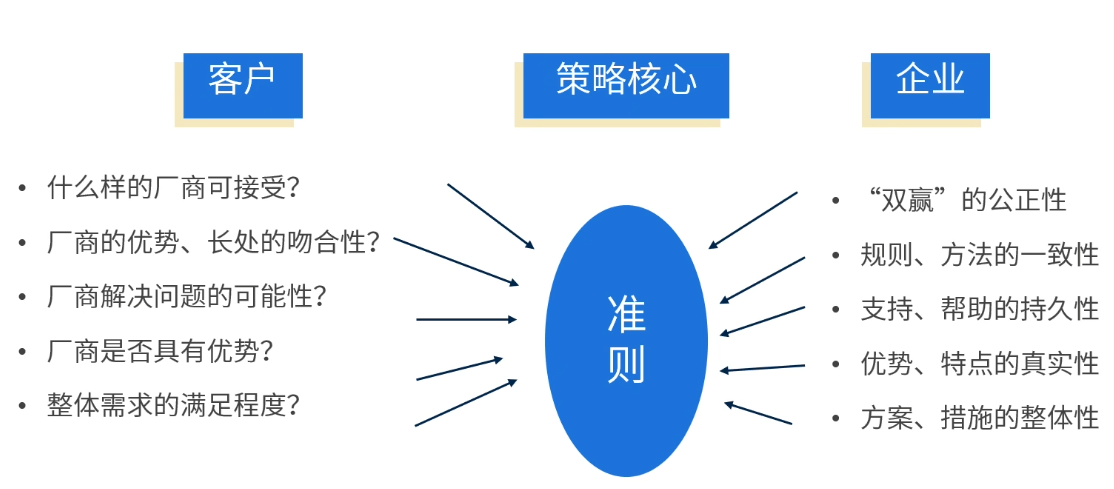 客户
策略核心
企业
• 什么样的厂商可接受？
• 厂商的优势、长处的吻合性？
• 厂商解决问题的可能性？
• 厂商是否具有优势？
• 整体需求的满足程度？
准
则
• “双赢”的公正性
• 规则、方法的一致性
• 支持、帮助的持久性
• 优势、特点的真实性
• 方案、措施的整体性